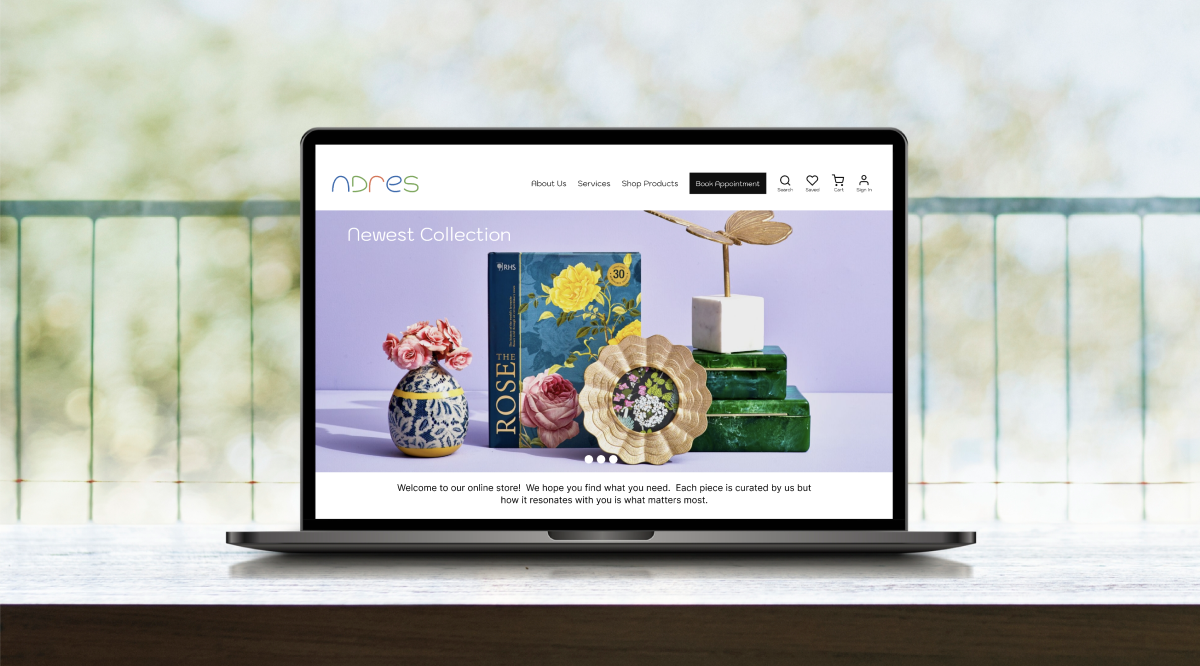 ADres
About Us Services Shop Products Book Appointment Search Saved Cart Sign In
Newest Collection
RHS
30
THE
ROSE
Welcome to our online store! We hope you find what you need. Each piece is curated by us but
how it resonates with you is what matters most.